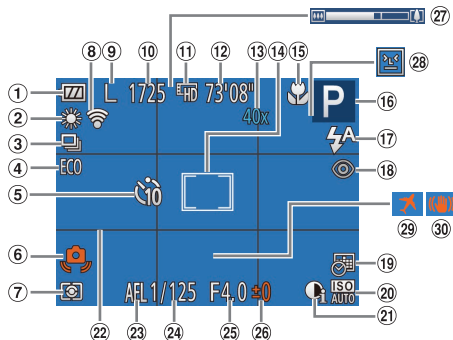 27
8 9 10 11 12 13 14 15
L 1725 HD 73'08"
1
28
P 16
2
40x
3
A 17
4 ECO
18
5 10
29 30
6
19
7
AFL 1/125 F4.0 ±0
i
ISO AUTO 20
22 23 24 25 26 21